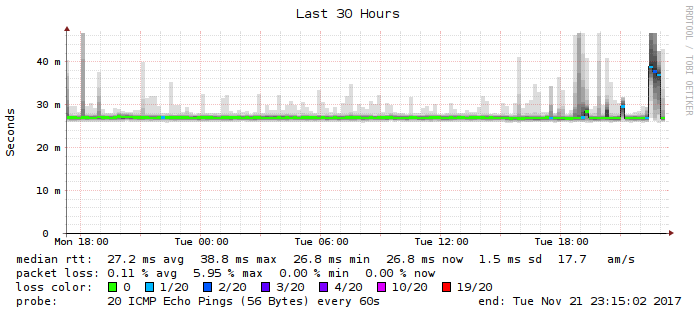 Last 30 Hours
RRDTOOL / TOBI OETIKER
Seconds
40 m
30 m
20 m
10 m
0
Mon 18:00 Tue 00:00 Tue 06:00 Tue 12:00 Tue 18:00
median rtt: 27.2 ms avg 38.8 ms max 26.8 ms min 26.8 ms now 1.5 ms sd 17.7 am/s
packet loss: 0.11 % avg 5.95 % max 0.00 % min 0.00 % now
loss color: 0 1/20 2/20 3/20 4/20 10/20 19/20
probe: 20 ICMP Echo Pings (56 Bytes) every 60s end: Tue Nov 21 23:15:02 2017